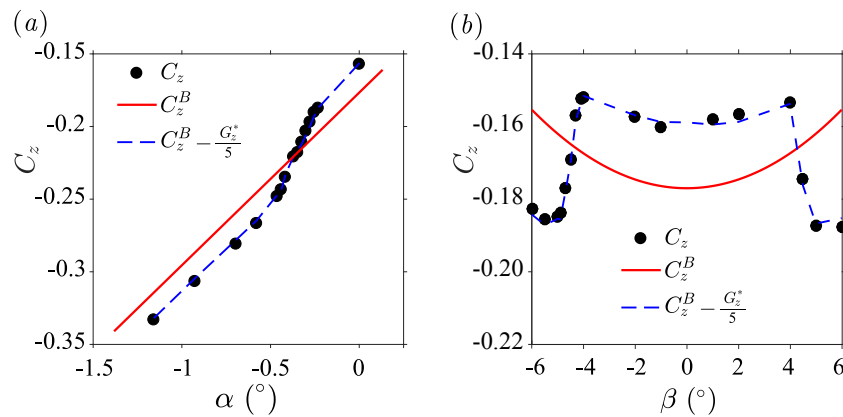 (a)
-0.15
-0.2
-0.25
-0.3
-0.35
C_z
C_z
C_z^B
C_z^B - G_z^*/5
-1.5 -1 -0.5 0
α (°)
(b)
-0.14
-0.16
-0.18
-0.20
-0.22
C_z
C_z
C_z^B
C_z^B - G_z^*/5
-6 -4 -2 0 2 4 6
β (°)